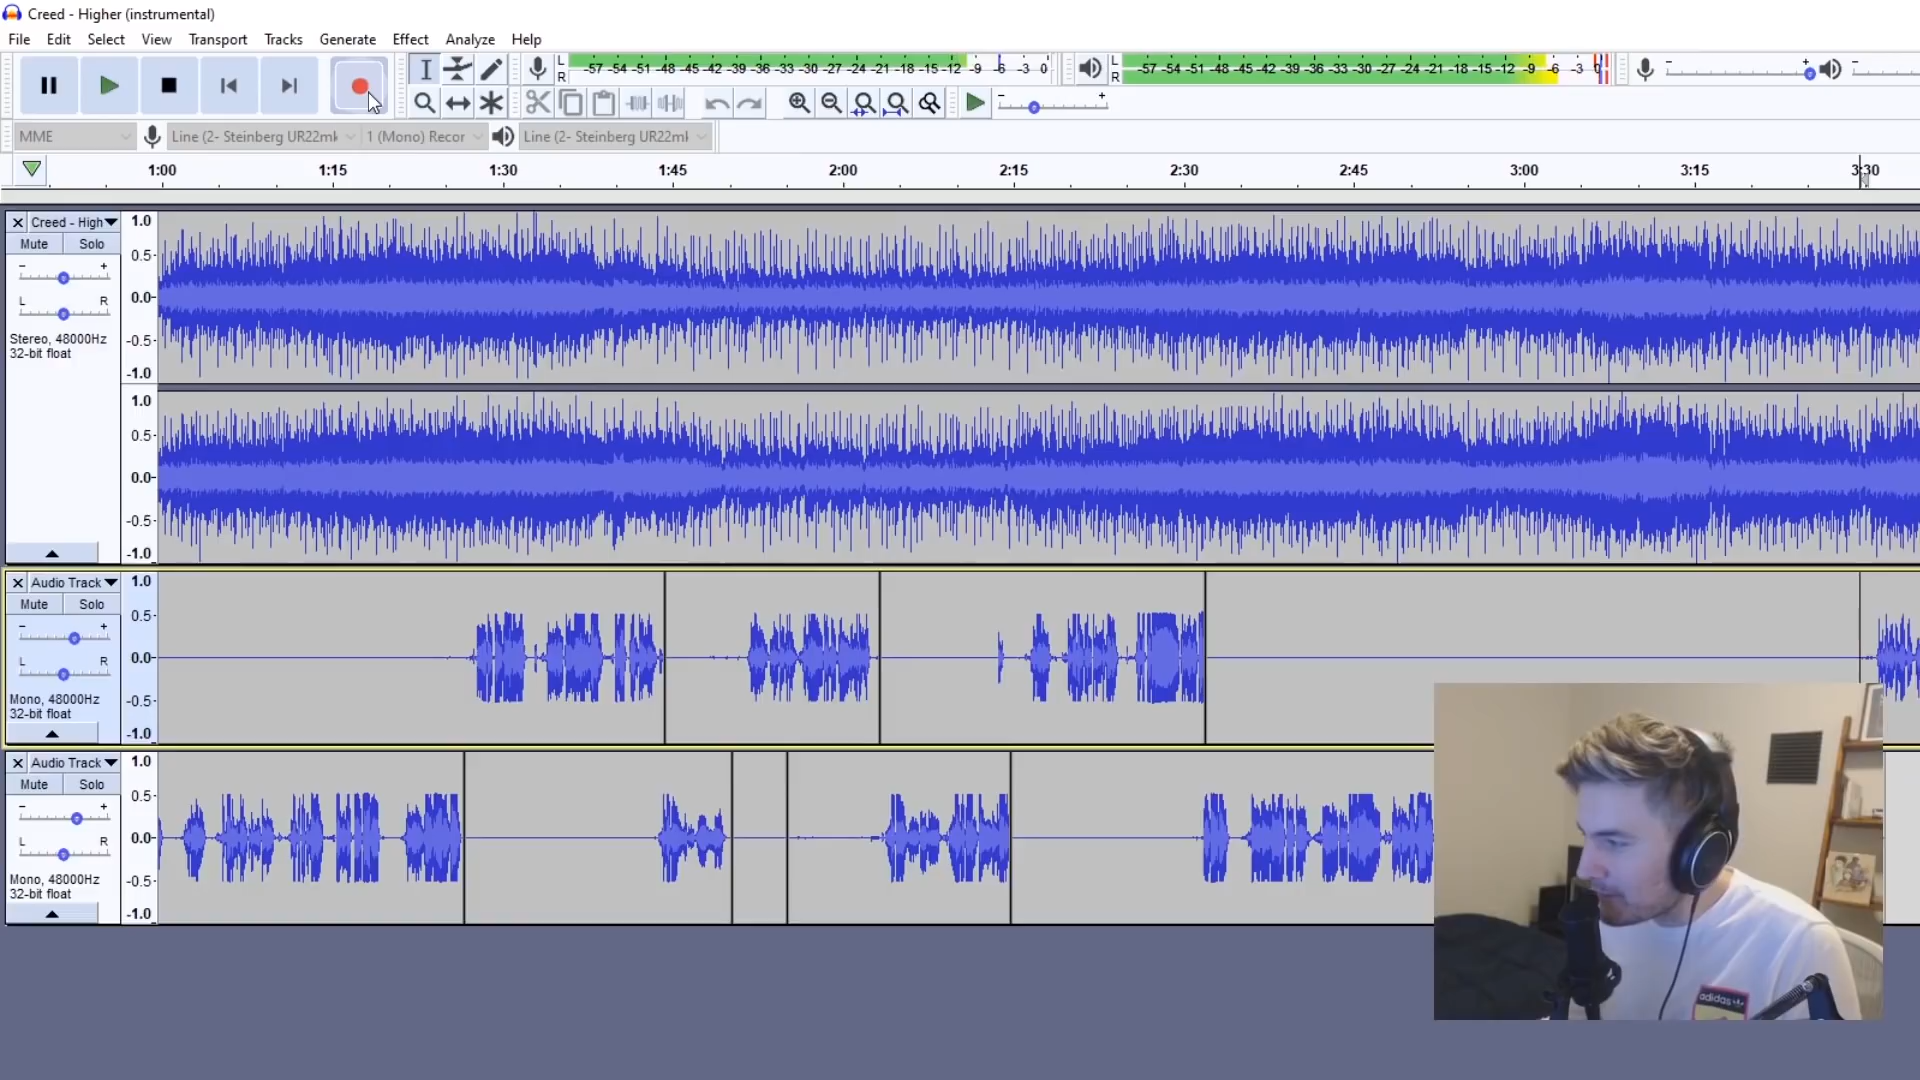 Creed - Higher (instrumental)
File Edit Select View Transport Tracks Generate Effect Analyze Help
L R -57 -54 -51 -48 -45 -42 -39 -36 -33 -30 -27 -24 -21 -18 -15 -12 -9 -6 -3 0 L R -57 -54 -51 -48 -45 -42 -39 -36 -33 -30 -27 -24 -21 -18 -15 -12 -9 -6 -3 0
MME Line (2- Steinberg UR22mk 1 (Mono) Recor Line (2- Steinberg UR22mk
1:00 1:15 1:30 1:45 2:00 2:15 2:30 2:45 3:00 3:15 3:30
Creed - High 1.0
Mute Solo 0.5
- + 0.0
L R
Stereo, 48000Hz -0.5
32-bit float
-1.0
1.0
0.5
0.0
-0.5
-1.0
Audio Track 1.0
Mute Solo 0.5
- +
L R 0.0
Mono, 48000Hz -0.5
32-bit float
-1.0
Audio Track 1.0
Mute Solo 0.5
- +
L R 0.0
Mono, 48000Hz -0.5
32-bit float
-1.0
adidas